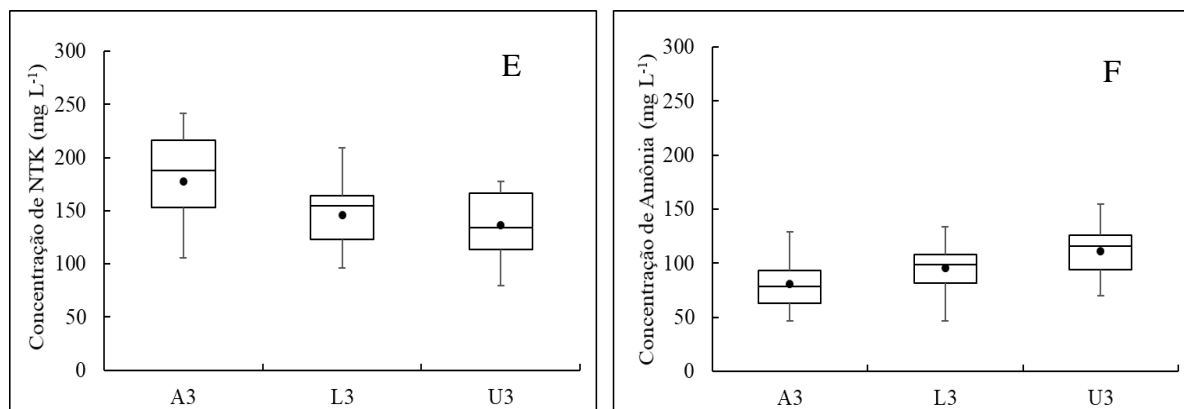 Concentração de NTK (mg L⁻¹)
300
250
200
150
100
50
0
E
A3 L3 U3
Concentração de Amônia (mg L⁻¹)
300
250
200
150
100
50
0
F
A3 L3 U3